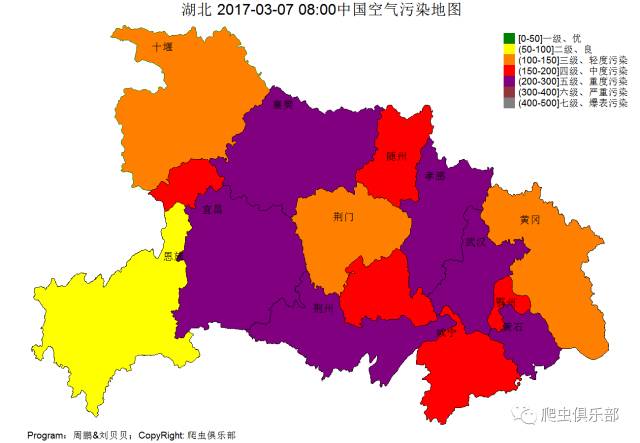 湖北 2017-03-07 08:00中国空气污染地图
[0-50]一级、优
(50-100]二级、良
(100-150]三级、轻度污染
(150-200]四级、中度污染
(200-300]五级、重度污染
(300-400]六级、严重污染
(400-500]七级、爆表污染
十堰
襄樊
随州
孝感
宜昌
荆门
黄冈
恩施
武汉
荆州
鄂州
咸宁
黄石
爬虫俱乐部
Program：周鹏&刘贝贝；CopyRight: 爬虫俱乐部